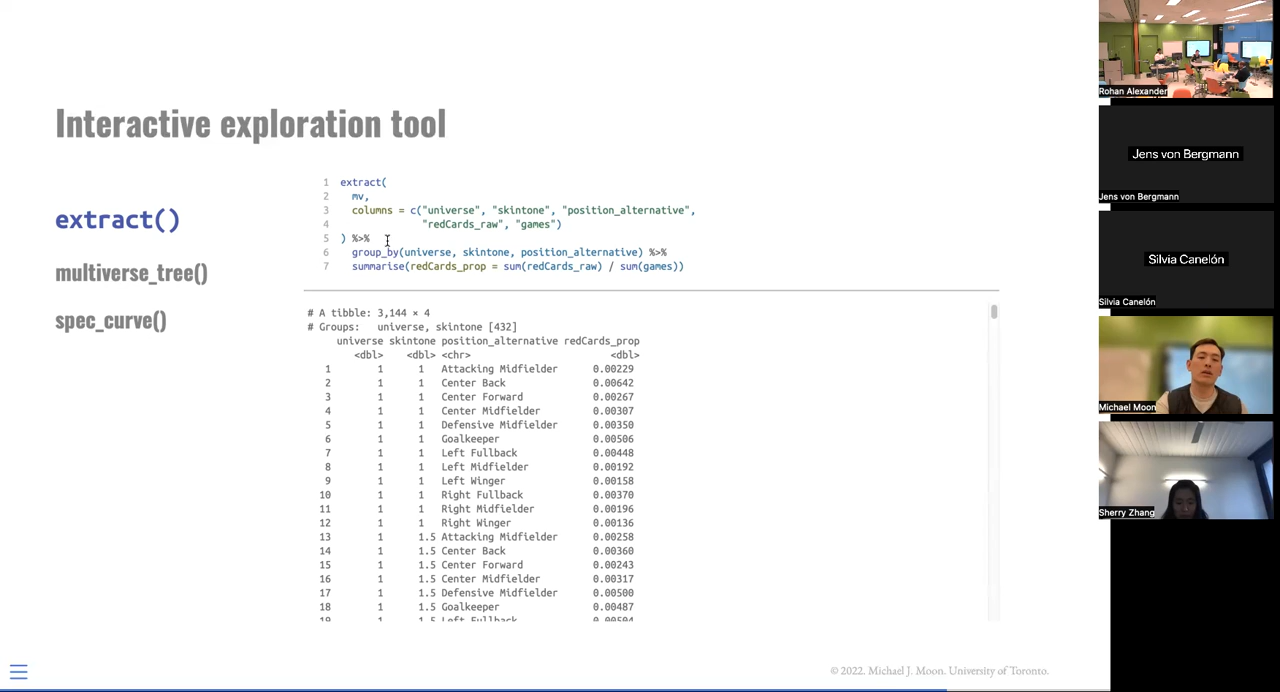 Interactive exploration tool
extract()
multiverse_tree()
spec_curve()
1 extract(
2 mv,
3 columns = c("universe", "skintone", "position_alternative",
4 "redCards_raw", "games")
5 ) %>%
6 group_by(universe, skintone, position_alternative) %>%
7 summarise(redCards_prop = sum(redCards_raw) / sum(games))
# A tibble: 3,144 × 4
# Groups: universe, skintone [432]
universe skintone position_alternative redCards_prop
<dbl> <dbl> <chr> <dbl>
1 1 1 Attacking Midfielder 0.00229
2 1 1 Center Back 0.00642
3 1 1 Center Forward 0.00267
4 1 1 Center Midfielder 0.00307
5 1 1 Defensive Midfielder 0.00350
6 1 1 Goalkeeper 0.00506
7 1 1 Left Fullback 0.00448
8 1 1 Left Midfielder 0.00192
9 1 1 Left Winger 0.00158
10 1 1 Right Fullback 0.00370
11 1 1 Right Midfielder 0.00196
12 1 1 Right Winger 0.00136
13 1 1.5 Attacking Midfielder 0.00258
14 1 1.5 Center Back 0.00360
15 1 1.5 Center Forward 0.00243
16 1 1.5 Center Midfielder 0.00317
17 1 1.5 Defensive Midfielder 0.00500
18 1 1.5 Goalkeeper 0.00487
19 1 1.5 Left Fullback 0.00504
© 2022. Michael J. Moon. University of Toronto.
Rohan Alexander
Jens von Bergmann
Jens von Bergmann
Silvia Canelón
Silvia Canelón
Michael Moon
Sherry Zhang